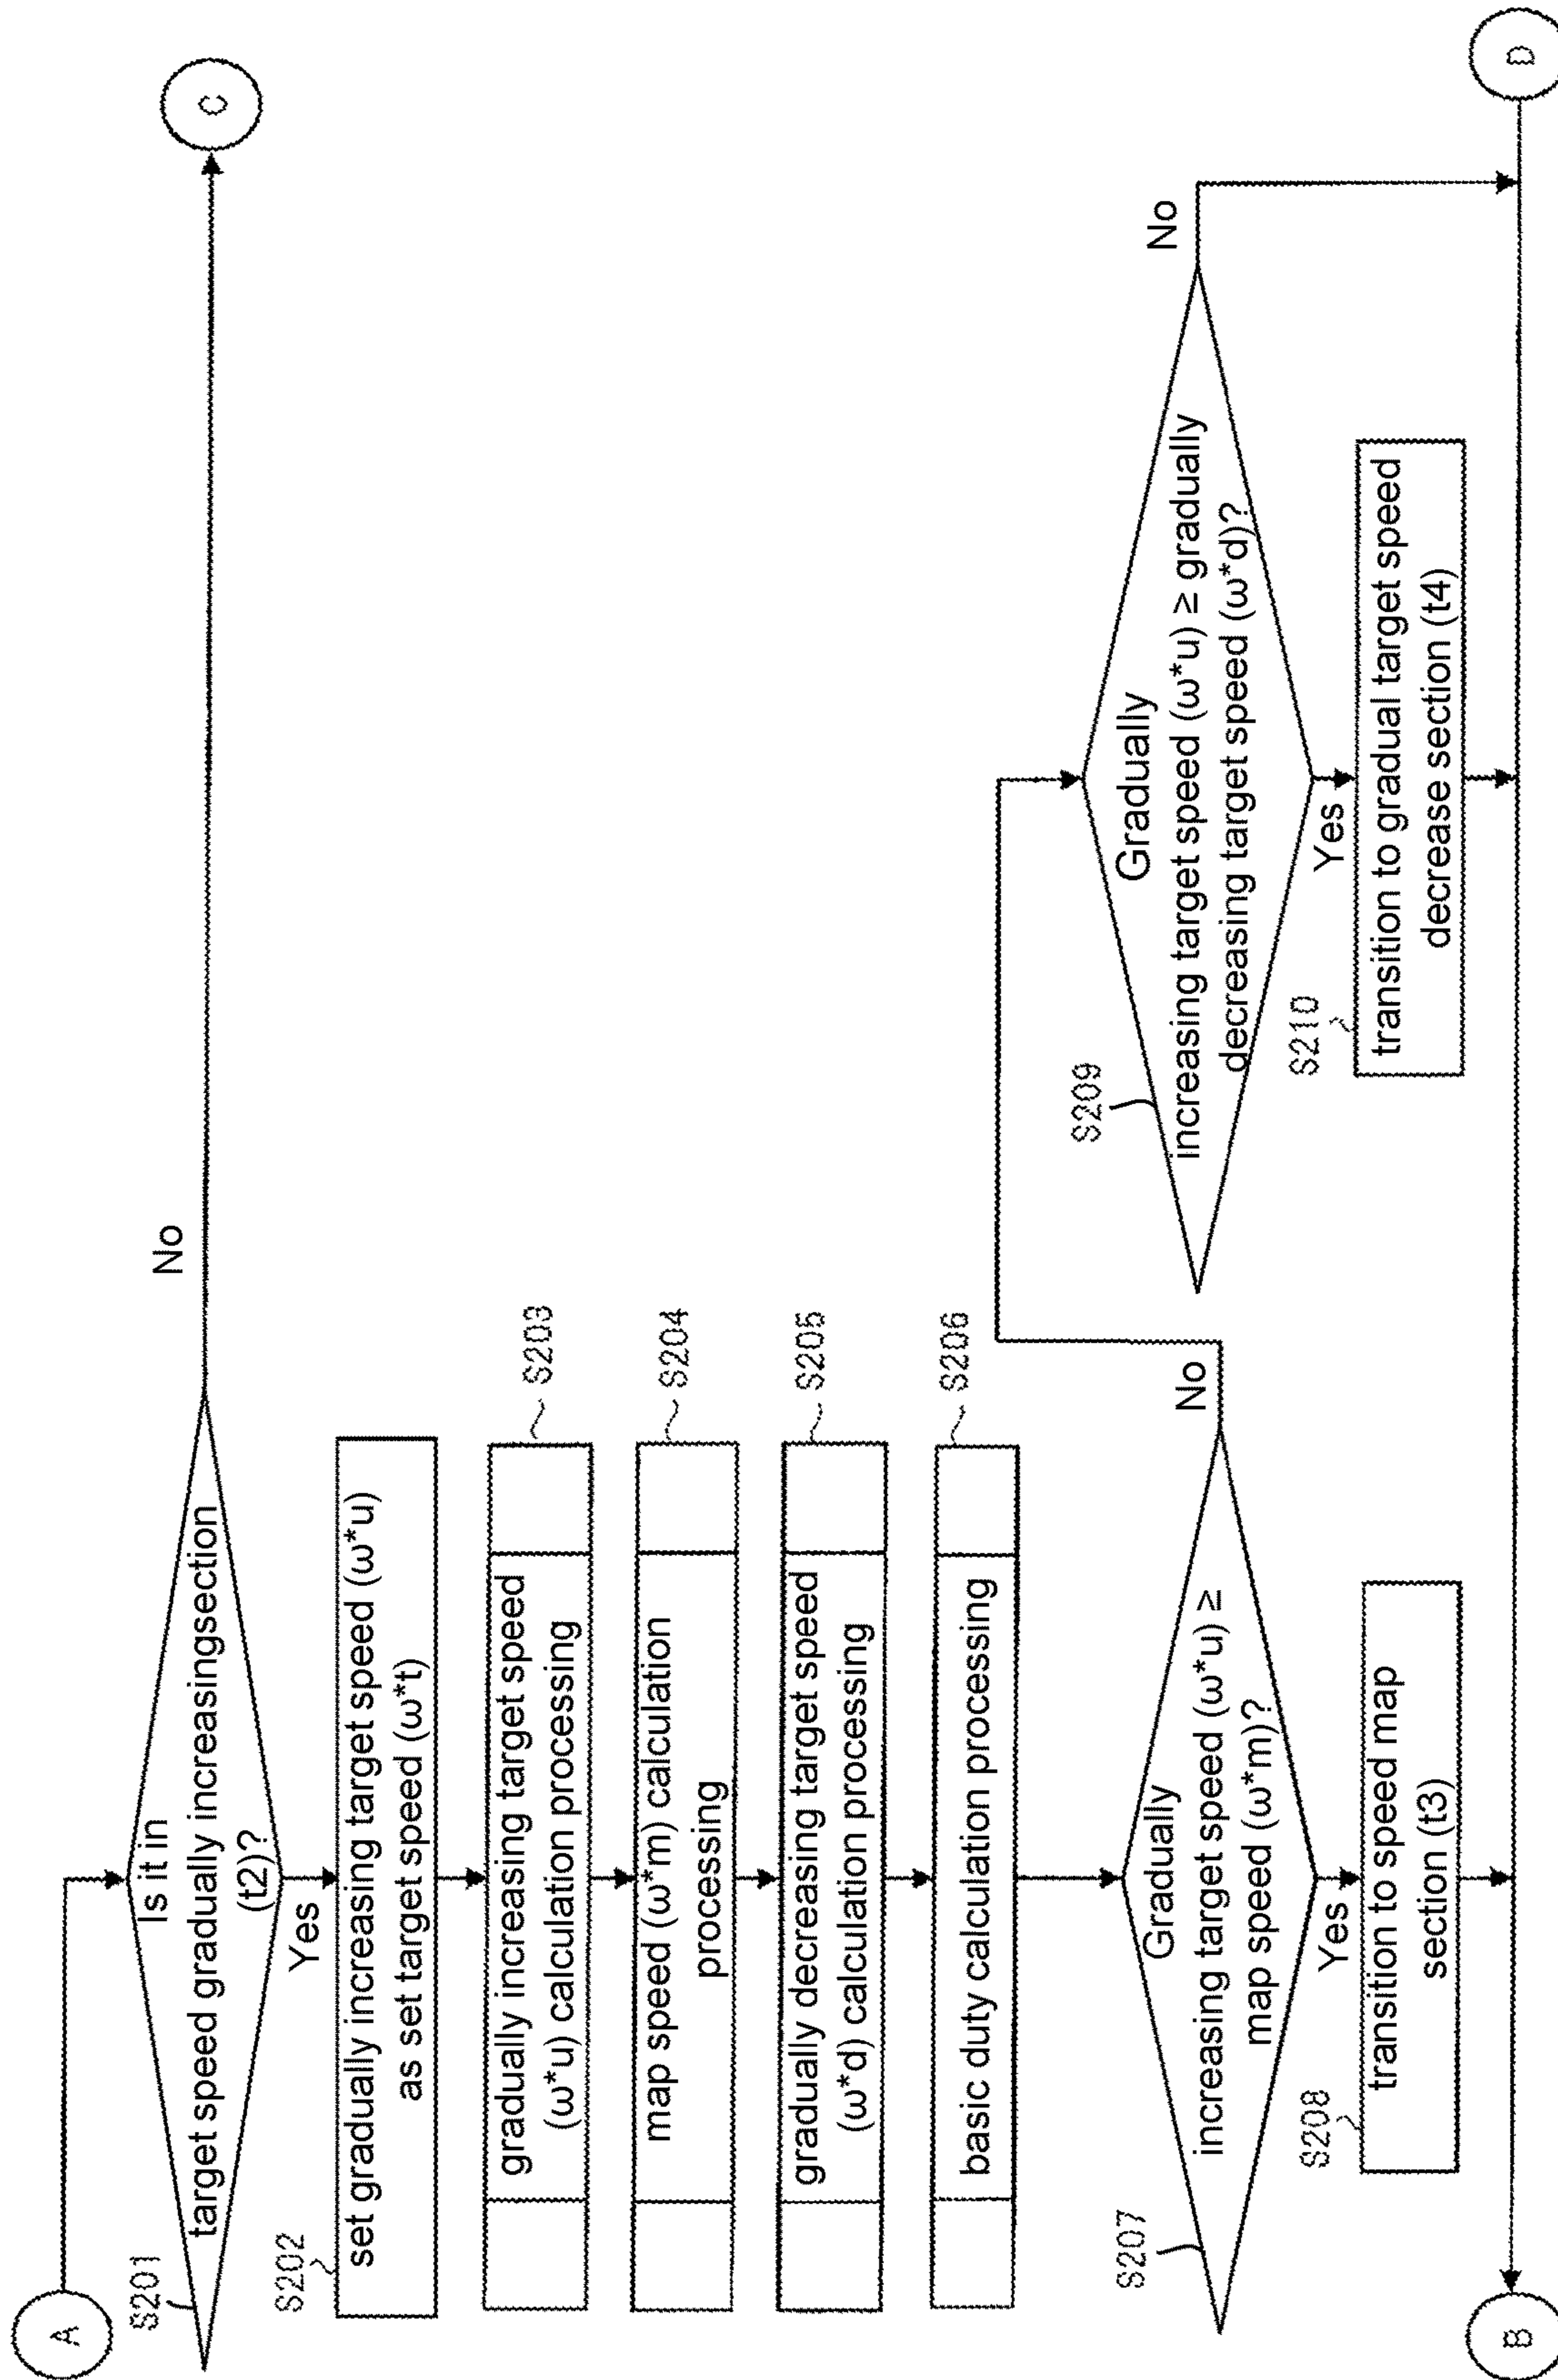 A
S201
Is it in
target speed gradually increasingsection
(t2)?
No
C
Yes
S202
set gradually increasing target speed (ω*u)
as set target speed (ω*t)
gradually increasing target speed
(ω*u) calculation processing
S203
map speed (ω*m) calculation
processing
S204
gradually decreasing target speed
(ω*d) calculation processing
S205
basic duty calculation processing
S206
S207
Gradually
increasing target speed (ω*u) ≥
map speed (ω*m)?
No
Yes
S208
transition to speed map
section (t3)
S209
Gradually
increasing target speed (ω*u) ≥ gradually
decreasing target speed (ω*d)?
No
Yes
S210
transition to gradual target speed
decrease section (t4)
B
D